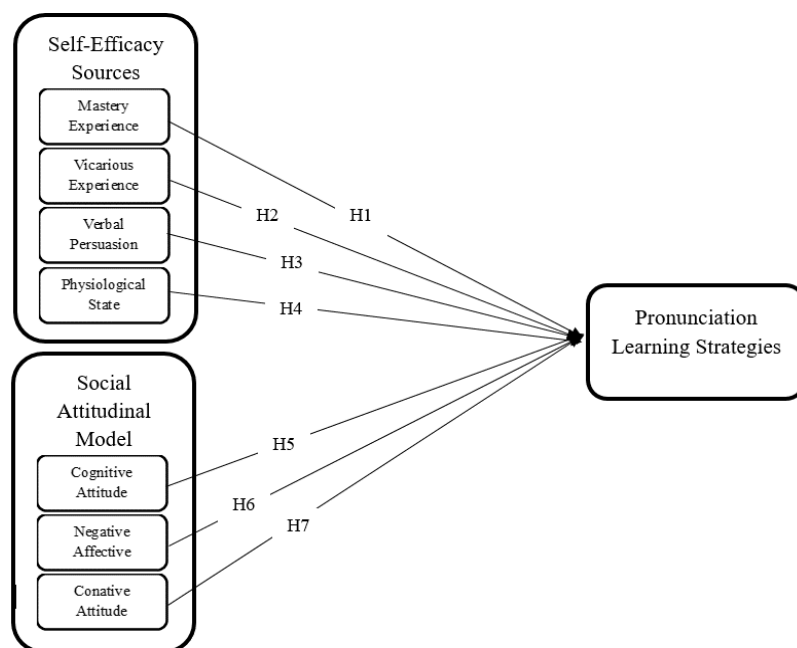 Self-Efficacy
Sources
Mastery
Experience
Vicarious
Experience
Verbal
Persuasion
Physiological
State
H1
H2
H3
H4
Pronunciation
Learning Strategies
Social
Attitudinal
Model
Cognitive
Attitude
Negative
Affective
Conative
Attitude
H5
H6
H7